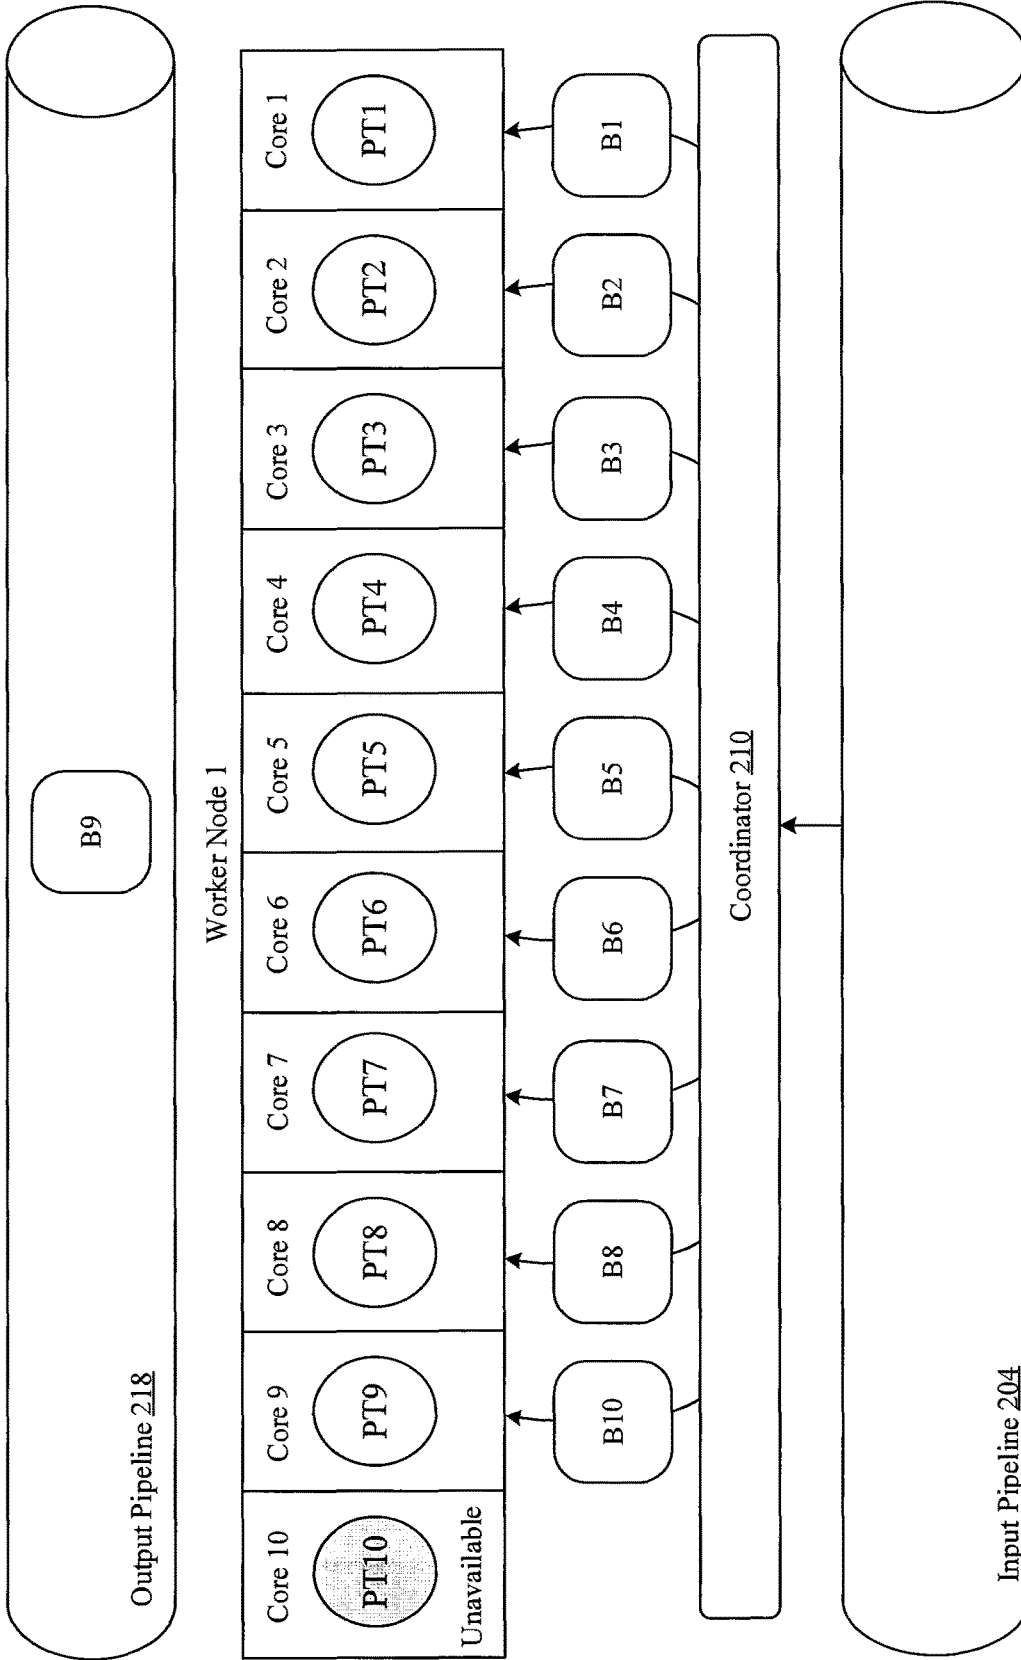 Output Pipeline 218
B9
Worker Node 1
Core 10
Core 9
Core 8
Core 7
Core 6
Core 5
Core 4
Core 3
Core 2
Core 1
PT10
PT9
PT8
PT7
PT6
PT5
PT4
PT3
PT2
PT1
Unavailable
B10
B8
B7
B6
B5
B4
B3
B2
B1
Coordinator 210
Input Pipeline 204